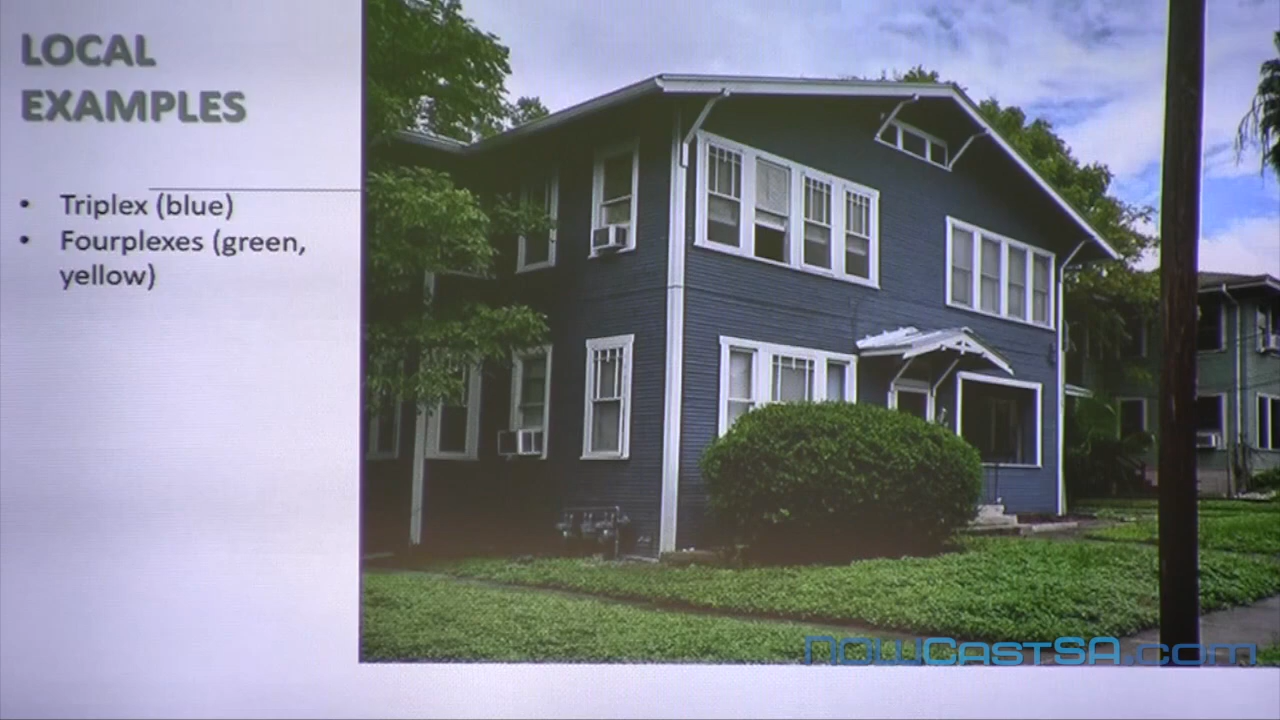 LOCAL
EXAMPLES
• Triplex (blue)
• Fourplexes (green,
yellow)
NOWCastSA.com